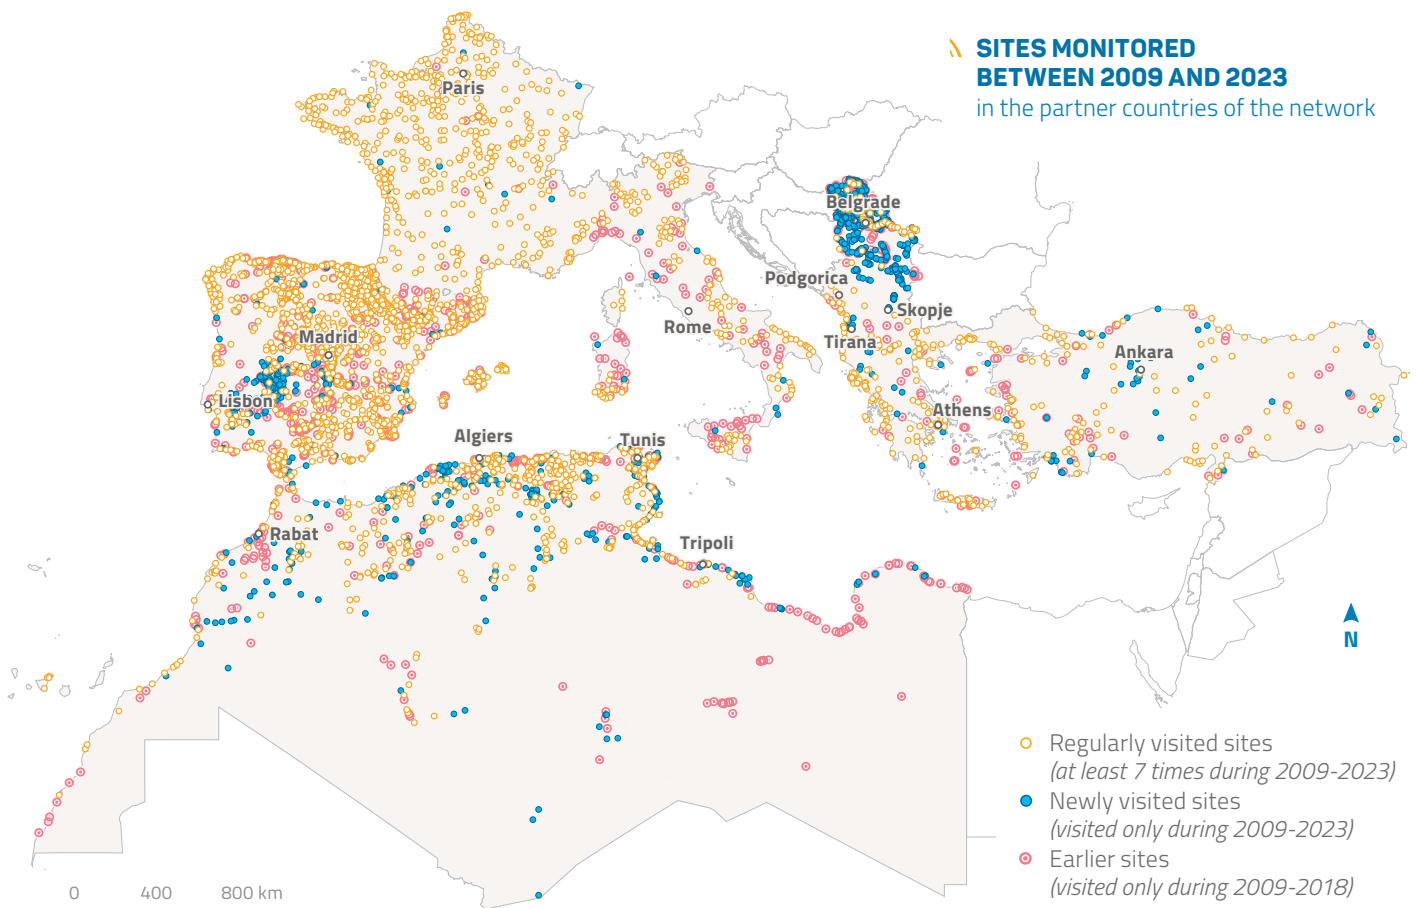 SITES MONITORED
BETWEEN 2009 AND 2023
in the partner countries of the network
Paris
Belgrade
Podgorica
Skopje
Rome
Tirana
Madrid
Ankara
Lisbon
Athens
Algiers
Tunis
Rabat
Tripoli
N
Regularly visited sites
(at least 7 times during 2009-2023)
Newly visited sites
(visited only during 2009-2023)
Earlier sites
(visited only during 2009-2018)
0 400 800 km